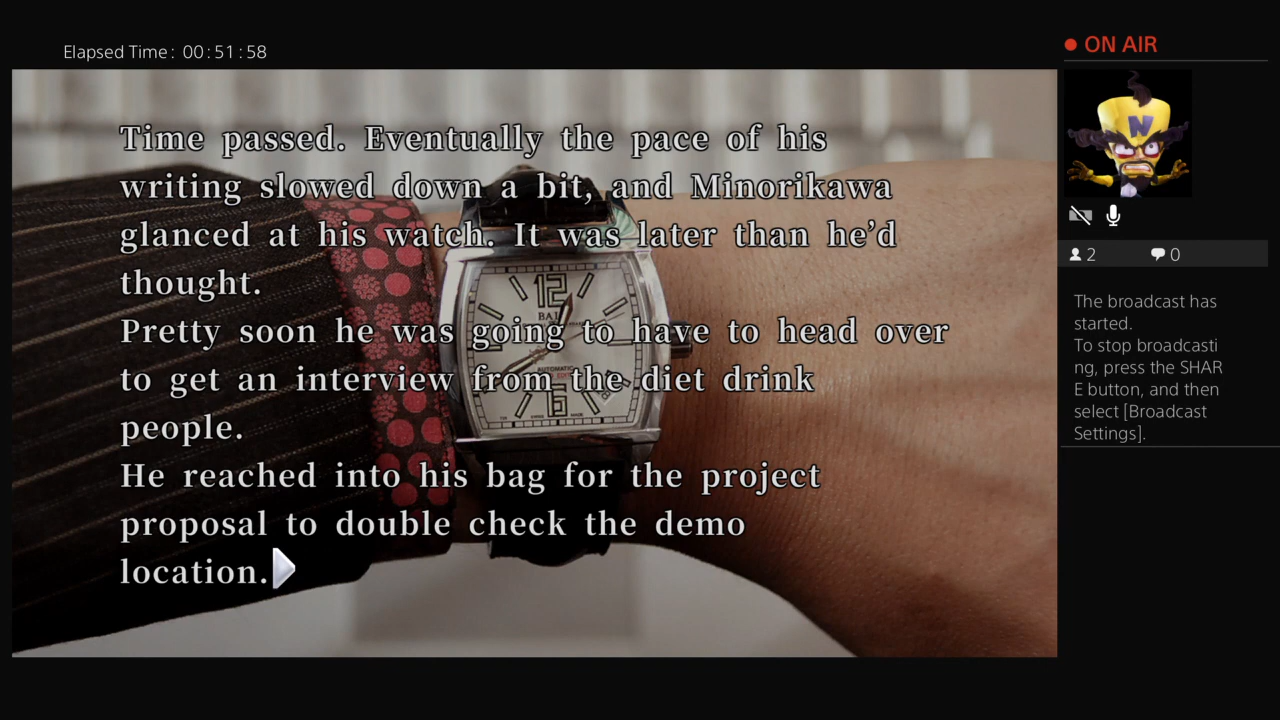 Elapsed Time: 00:51:58
ON AIR
N
Time passed. Eventually the pace of his
writing slowed down a bit, and Minorikawa
glanced at his watch. It was later than he’d
thought.
Pretty soon he was going to have to head over
to get an interview from the diet drink
people.
He reached into his bag for the project
proposal to double check the demo
location.
12
6
AUTOMATIC
2
0
The broadcast has
started.
To stop broadcasti
ng, press the SHAR
E button, and then
select [Broadcast
Settings].